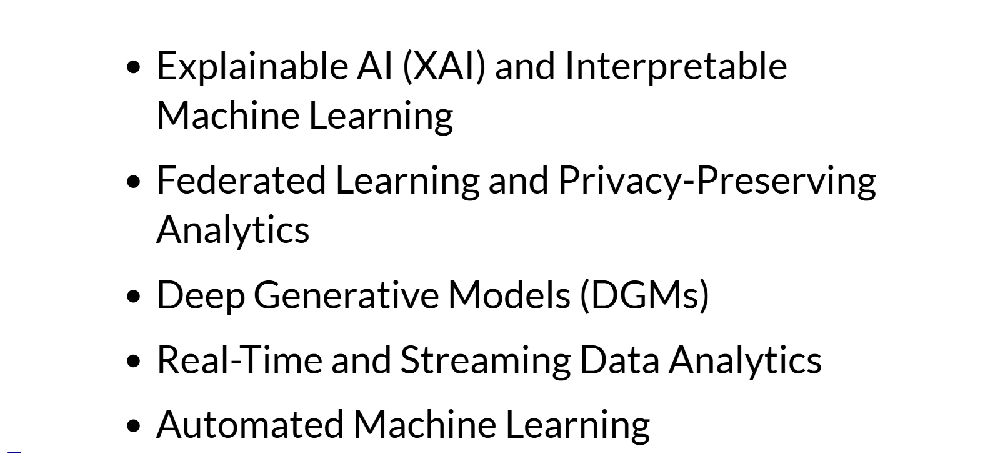 • Explainable AI (XAI) and Interpretable
Machine Learning
• Federated Learning and Privacy-Preserving
Analytics
• Deep Generative Models (DGMs)
• Real-Time and Streaming Data Analytics
• Automated Machine Learning